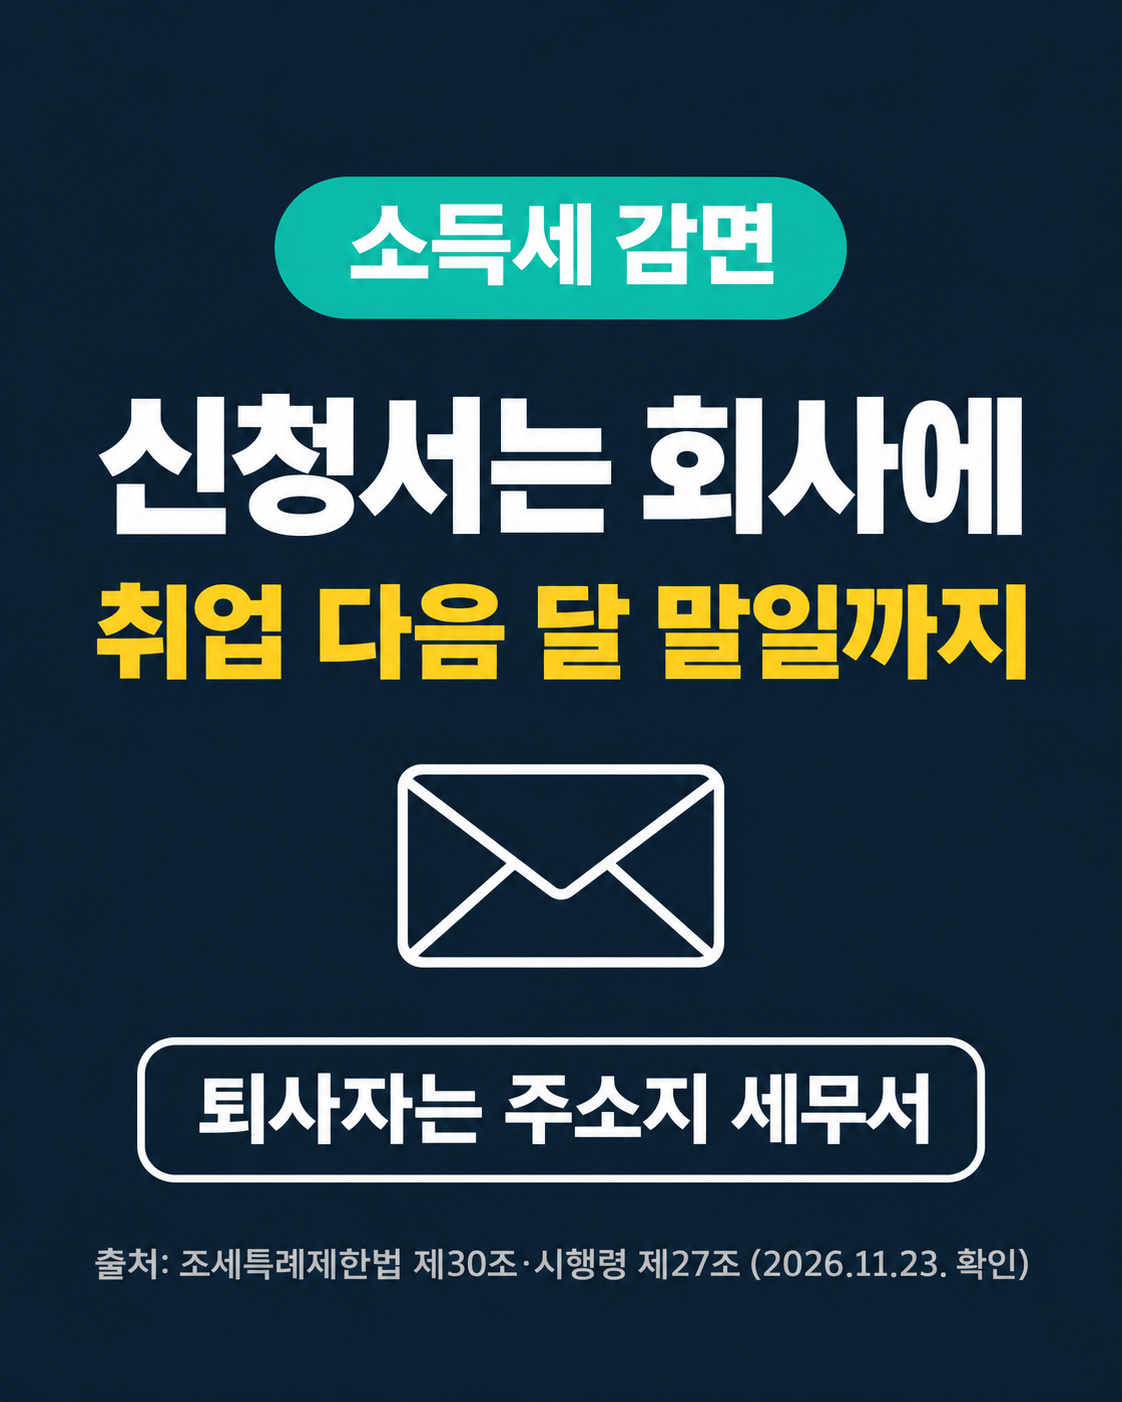 소득세 감면
신청서는 회사에
취업 다음 달 말일까지
퇴사자는 주소지 세무서
출처: 조세특례제한법 제30조·시행령 제27조 (2026.11.23. 확인)